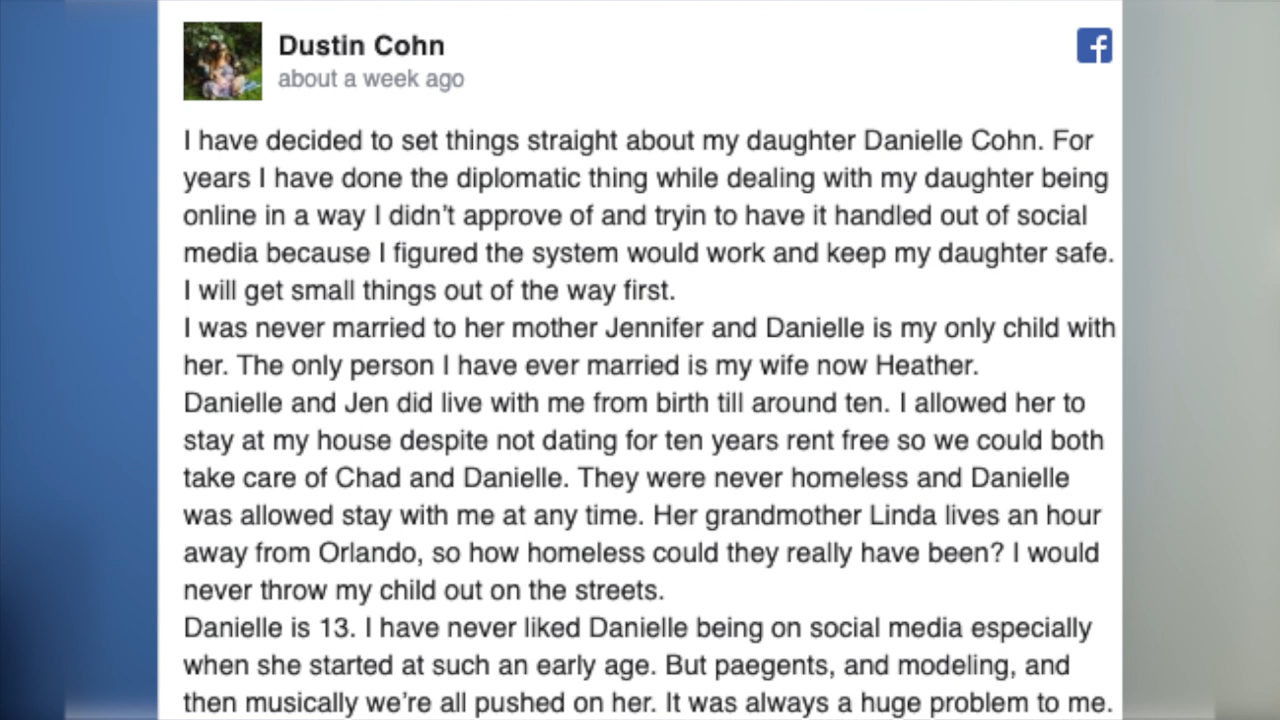 Dustin Cohn
about a week ago
I have decided to set things straight about my daughter Danielle Cohn. For
years I have done the diplomatic thing while dealing with my daughter being
online in a way I didn't approve of and tryin to have it handled out of social
media because I figured the system would work and keep my daughter safe.
I will get small things out of the way first.
I was never married to her mother Jennifer and Danielle is my only child with
her. The only person I have ever married is my wife now Heather.
Danielle and Jen did live with me from birth till around ten. I allowed her to
stay at my house despite not dating for ten years rent free so we could both
take care of Chad and Danielle. They were never homeless and Danielle
was allowed stay with me at any time. Her grandmother Linda lives an hour
away from Orlando, so how homeless could they really have been? I would
never throw my child out on the streets.
Danielle is 13. I have never liked Danielle being on social media especially
when she started at such an early age. But paegents, and modeling, and
then musically we're all pushed on her. It was always a huge problem to me.